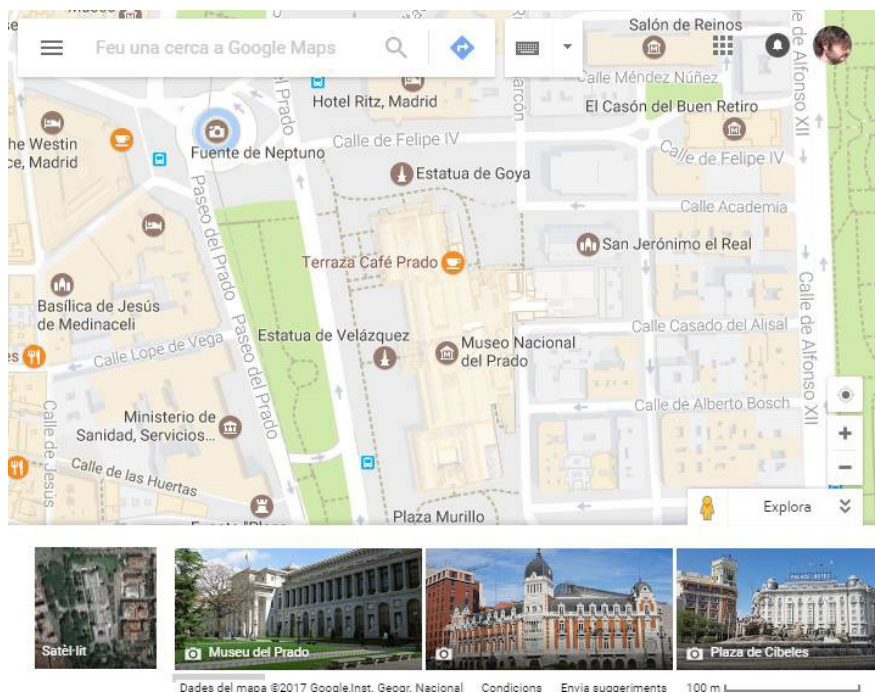 Museo
Feu una cerca a Google Maps
Salón de Reinos
Calle Méndez Núñez
Hotel Ritz, Madrid
El Casón del Buen Retiro
Calle de Alfonso XII
he Westin
ce, Madrid
Fuente de Neptuno
Calle de Felipe IV
Calle de Felipe IV
Estatua de Goya
Paseo del Prado
Calle Academia
San Jerónimo el Real
Terraza Café Prado
Basílica de Jesús
de Medinaceli
Calle Lope de Vega
Estatua de Velázquez
Museo Nacional
del Prado
Calle Casado del Alisal
Calle de Alfonso XII
Paseo del Prado
Calle de Jesús
Ministerio de
Sanidad, Servicios...
Calle de Alberto Bosch
Calle de las Huertas
Plaza Murillo
Explora
Satèl·lit
Museu del Prado
PALACE HOTEL
Plaza de Cibeles
Dades del mapa ©2017 Google,Inst. Geogr. Nacional
Condicions
Envia suggeriments
100 m